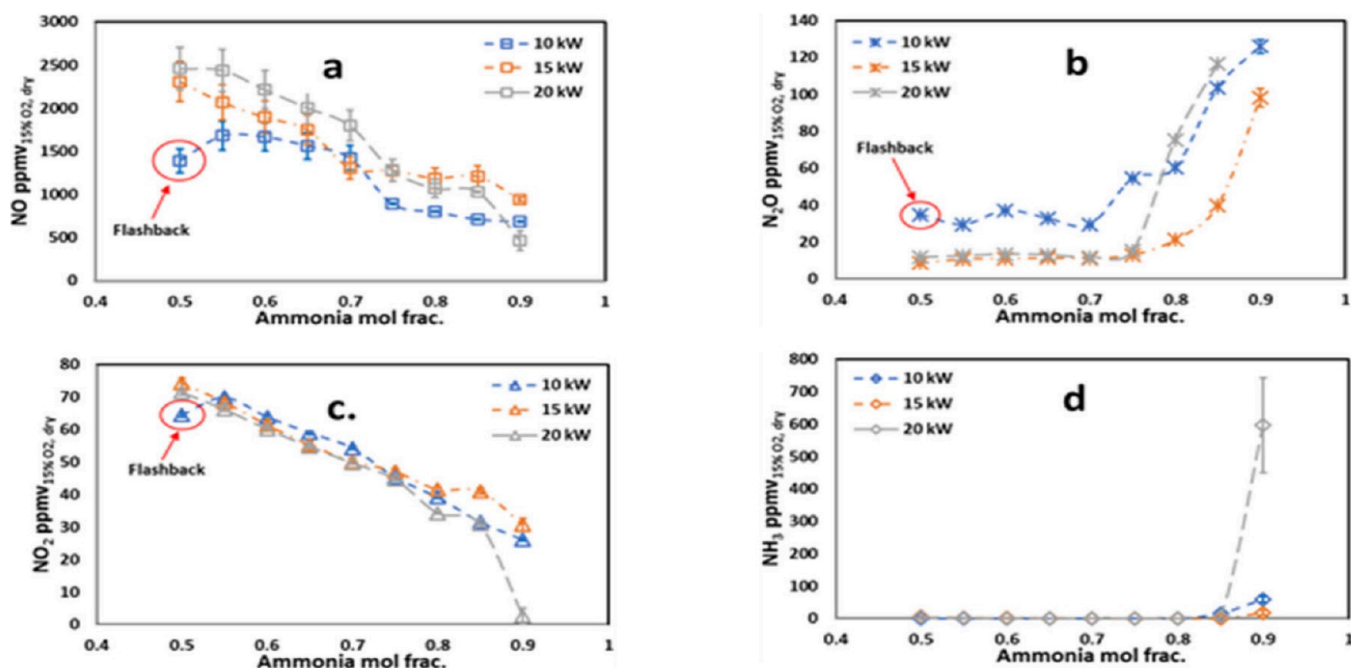 3000
2500
2000
1500
1000
500
0
NO ppmv15% O2, dry
a
10 kW
15 kW
20 kW
Flashback
0.4 0.5 0.6 0.7 0.8 0.9 1
Ammonia mol frac.
140
120
100
80
60
40
20
0
N2O ppmv15% O2, dry
b
10 kW
15 kW
20 kW
Flashback
0.4 0.5 0.6 0.7 0.8 0.9 1
Ammonia mol frac.
80
70
60
50
40
30
20
10
0
NO2 ppmv15% O2, dry
c.
10 kW
15 kW
20 kW
Flashback
0.4 0.5 0.6 0.7 0.8 0.9 1
Ammonia mol frac.
800
700
600
500
400
300
200
100
0
NH3 ppmv15% O2, dry
d
10 kW
15 kW
20 kW
0.4 0.5 0.6 0.7 0.8 0.9 1
Ammonia mol frac.